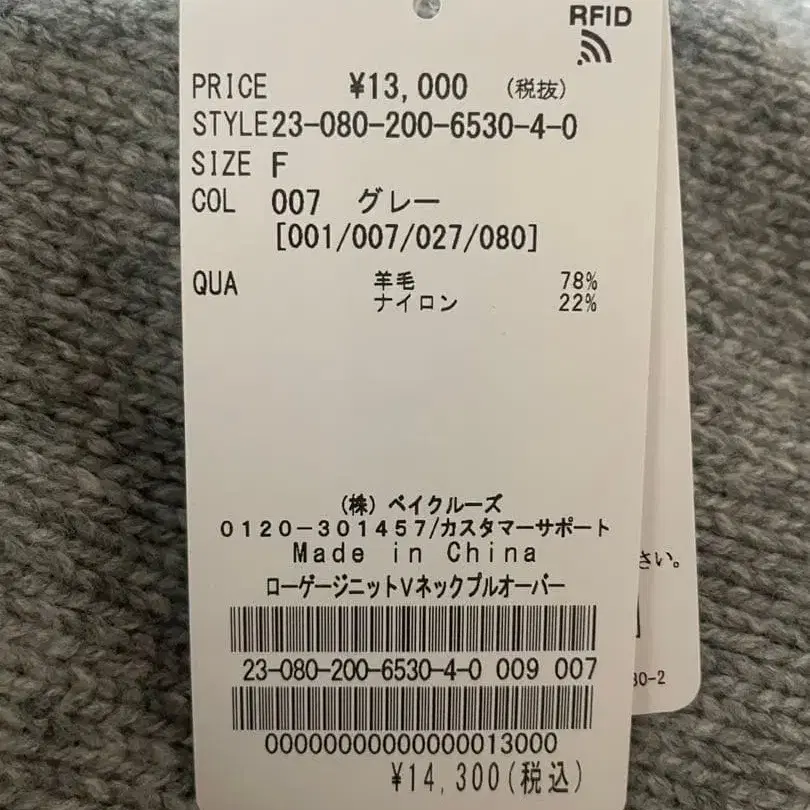 RFID
PRICE ¥13,000 (税抜)
STYLE23-080-200-6530-4-0
SIZE F
COL 007 グレー
[001/007/027/080]
QUA 羊毛 78%
ナイロン 22%
(株) ベイクルーズ
0120-301457/カスタマーサポート
Made in China
ローゲージニットVネックプルオーバー
23-080-200-6530-4-0 009 007
000000000000000013000
¥14,300(税込)
さい。
30-2